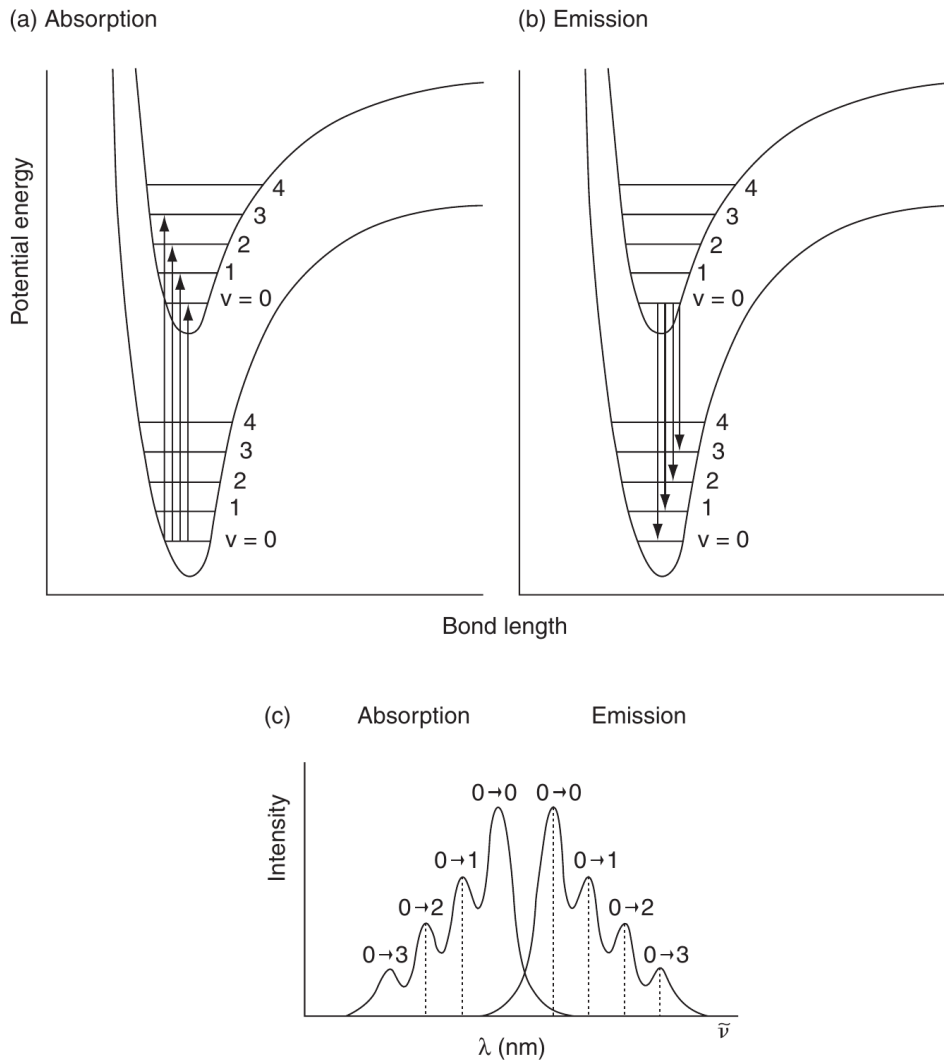 (a) Absorption
(b) Emission
Potential energy
4
3
2
1
v = 0
4
3
2
1
v = 0
4
3
2
1
v = 0
4
3
2
1
v = 0
Bond length
(c)
Absorption
Emission
Intensity
0→0
0→0
0→1
0→1
0→2
0→2
0→3
0→3
λ (nm)
ṽ